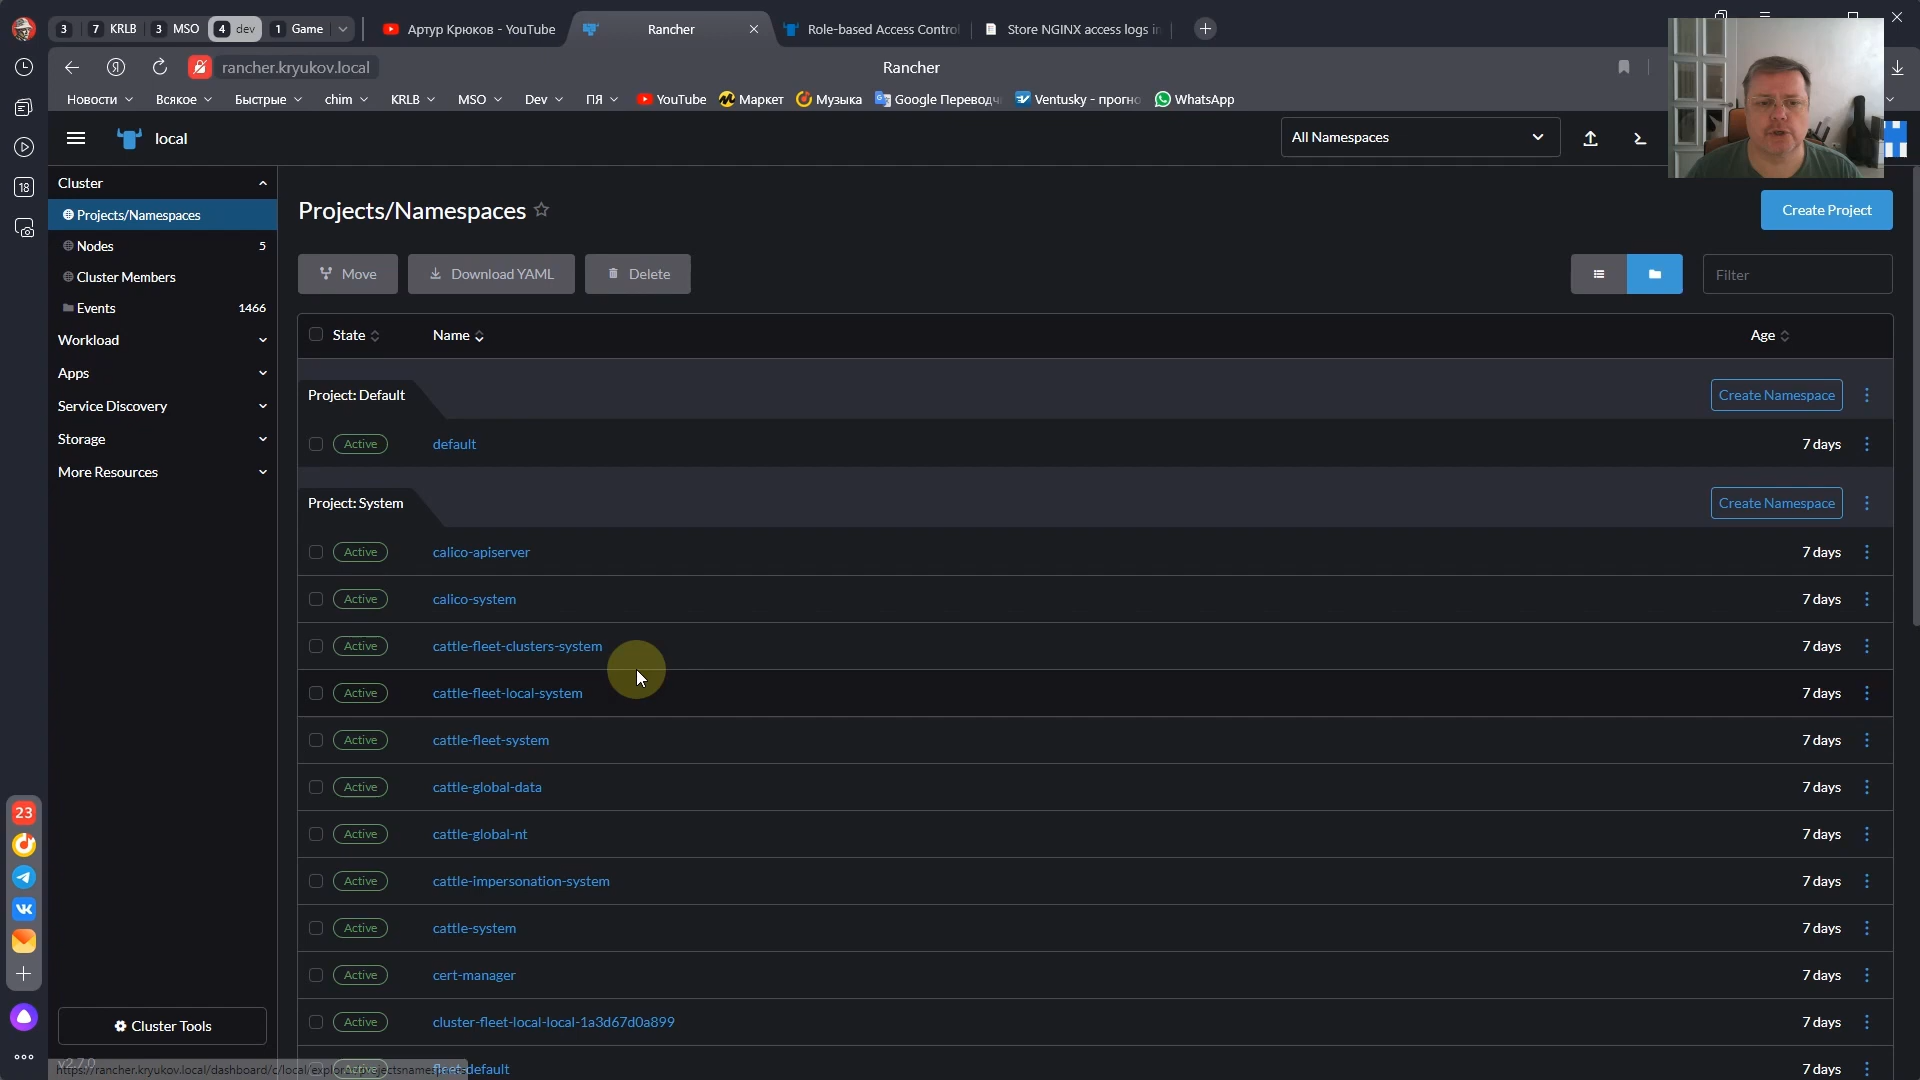 3
7 KRLB
3 MSO
4 dev
1 Game
Артур Крюков - YouTube
Rancher
Role-based Access Control
Store NGINX access logs in
rancher.kryukov.local
Rancher
Новости
Всякое
Быстрые
chim
KRLB
MSO
Dev
ПЯ
YouTube
Маркет
Музыка
Google Переводч
Ventusky - прогно
WhatsApp
local
All Namespaces
Cluster
Projects/Namespaces
Nodes 5
Cluster Members
Events 1466
Workload
Apps
Service Discovery
Storage
More Resources
Cluster Tools
v2.7.0
18
23
Projects/Namespaces
Create Project
Move
Download YAML
Delete
Filter
State Name Age
Project: Default Create Namespace
Active default 7 days
Project: System Create Namespace
Active calico-apiserver 7 days
Active calico-system 7 days
Active cattle-fleet-clusters-system 7 days
Active cattle-fleet-local-system 7 days
Active cattle-fleet-system 7 days
Active cattle-global-data 7 days
Active cattle-global-nt 7 days
Active cattle-impersonation-system 7 days
Active cattle-system 7 days
Active cert-manager 7 days
Active cluster-fleet-local-local-1a3d67d0a899 7 days
Active fleet-default 7 days